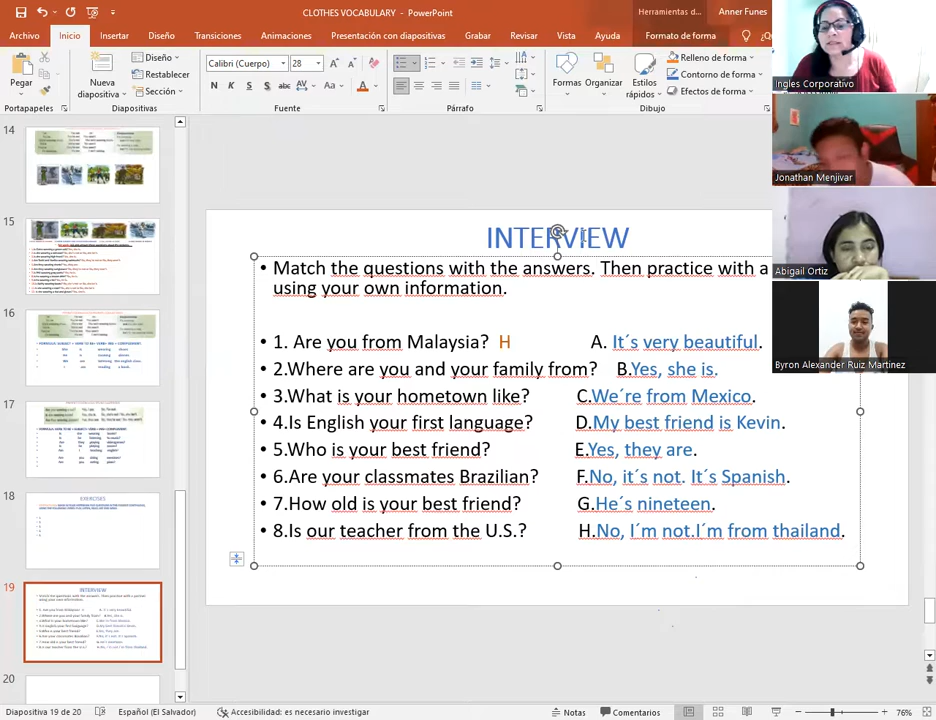 CLOTHES VOCABULARY - PowerPoint
Herramientas d...
Anner Funes
Archivo Inicio Insertar Diseño Transiciones Animaciones Presentación con diapositivas Grabar Revisar Vista Ayuda Formato de forma
Pegar
Nueva diapositiva
Diseño
Restablecer
Sección
Calibri (Cuerpo) 28
N K S S
Aa
Formas Organizar Estilos rápidos
Relleno de forma
Contorno de forma
Efectos de forma
Portapapeles Diapositivas Fuente Párrafo Dibujo
Ingles Corporativo
Jonathan Menjivar
Abigail Ortiz
Byron Alexander Ruiz Martinez
14
15
16
17
18
EXERCISES
19
INTERVIEW
20
INTERVIEW
• Match the questions with the answers. Then practice with a
using your own information.
• 1. Are you from Malaysia? H A. It´s very beautiful.
• 2.Where are you and your family from? B.Yes, she is.
• 3.What is your hometown like? C.We´re from Mexico.
• 4.Is English your first language? D.My best friend is Kevin.
• 5.Who is your best friend? E.Yes, they are.
• 6.Are your classmates Brazilian? F.No, it´s not. It´s Spanish.
• 7.How old is your best friend? G.He´s nineteen.
• 8.Is our teacher from the U.S.? H.No, I´m not.I´m from thailand.
Diapositiva 19 de 20 Español (El Salvador) Accesibilidad: es necesario investigar Notas Comentarios 76%